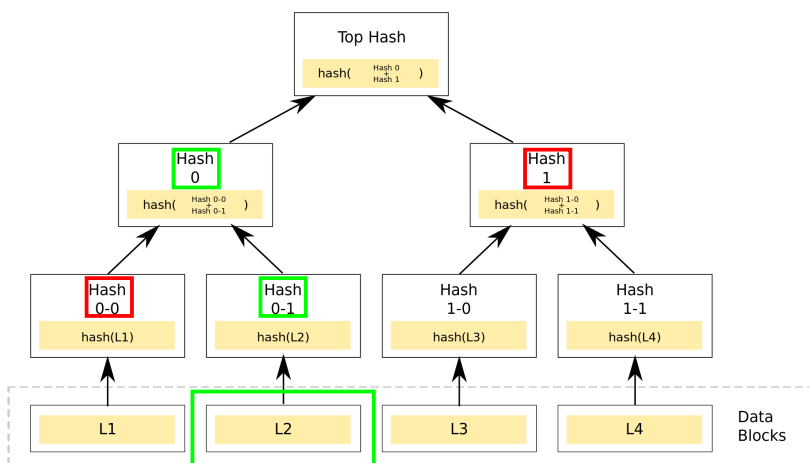 Top Hash
hash( Hash 0 + Hash 1 )
Hash 0
hash( Hash 0-0 + Hash 0-1 )
Hash 1
hash( Hash 1-0 + Hash 1-1 )
Hash 0-0
hash(L1)
Hash 0-1
hash(L2)
Hash 1-0
hash(L3)
Hash 1-1
hash(L4)
L1
L2
L3
L4
Data
Blocks